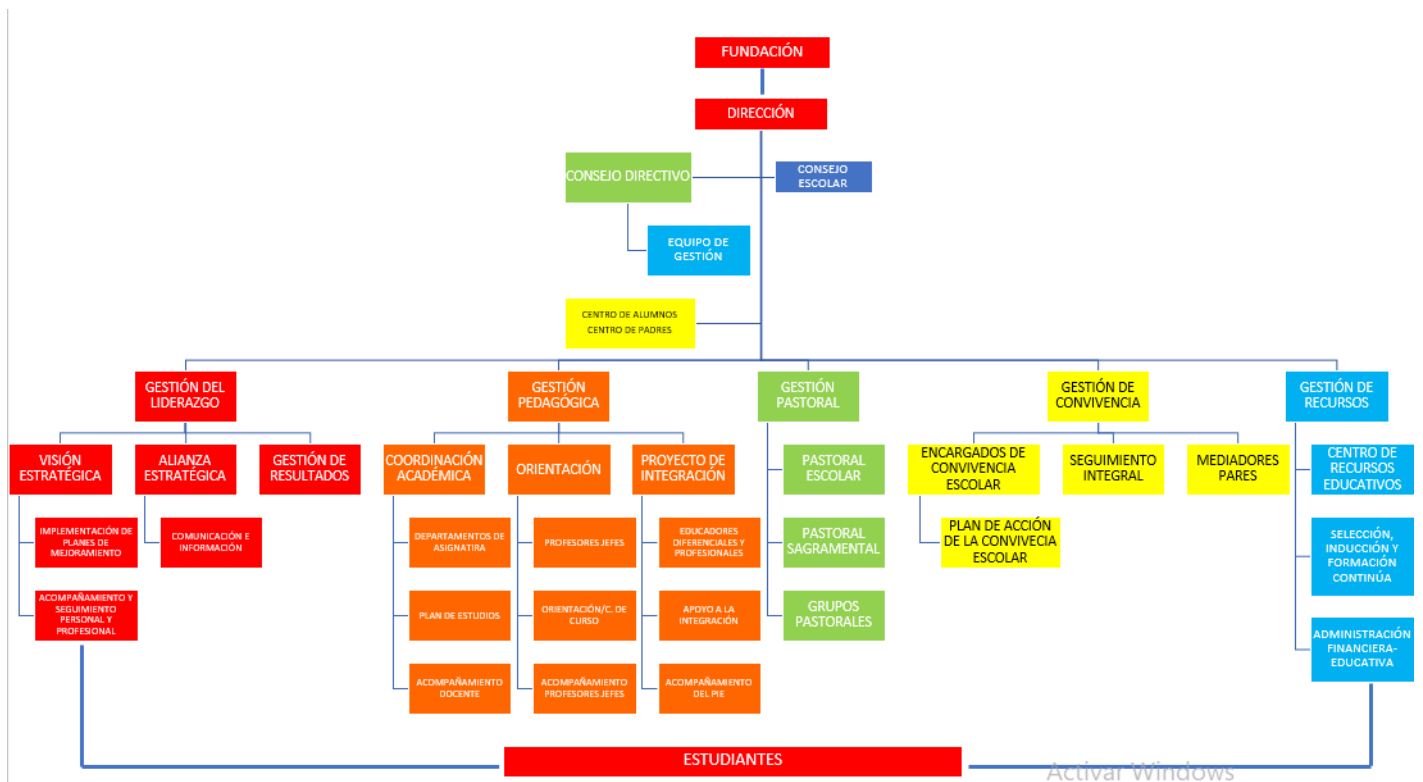 FUNDACIÓN
DIRECCIÓN
CONSEJO DIRECTIVO
CONSEJO
ESCOLAR
EQUIPO DE
GESTIÓN
CENTRO DE ALUMNOS
CENTRO DE PADRES
GESTIÓN DEL
LIDERAZGO
GESTIÓN
PEDAGÓGICA
GESTIÓN
PASTORAL
GESTIÓN DE
CONVIVENCIA
GESTIÓN DE
RECURSOS
VISIÓN
ESTRATÉGICA
ALIANZA
ESTRATÉGICA
GESTIÓN DE
RESULTADOS
COORDINACIÓN
ACADÉMICA
ORIENTACIÓN
PROYECTO DE
INTEGRACIÓN
PASTORAL
ESCOLAR
ENCARGADOS DE
CONVIVENCIA
ESCOLAR
SEGUIMIENTO
INTEGRAL
MEDIADORES
PARES
CENTRO DE
RECURSOS
EDUCATIVOS
IMPLEMENTACIÓN DE
PLANES DE
MEJORAMIENTO
COMUNICACIÓN E
INFORMACIÓN
DEPARTAMENTOS DE
ASIGNATIRA
PROFESORES JEFES
EDUCADORES
DIFERENCIALES Y
PROFESIONALES
PASTORAL
SAGRAMENTAL
PLAN DE ACCIÓN
DE LA CONVIVECIA
ESCOLAR
SELECCIÓN,
INDUCCIÓN Y
FORMACIÓN
CONTINÚA
ACOMPAÑAMIENTO Y
SEGUIMIENTO
PERSONAL Y
PROFESIONAL
PLAN DE ESTUDIOS
ORIENTACIÓN/C. DE
CURSO
APOYO A LA
INTEGRACIÓN
GRUPOS
PASTORALES
ADMINISTRACIÓN
FINANCIERA-
EDUCATIVA
ACOMPAÑAMIENTO
DOCENTE
ACOMPAÑAMIENTO
PROFESORES JEFES
ACOMPAÑAMIENTO
DEL PIE
ESTUDIANTES
Activar Windows